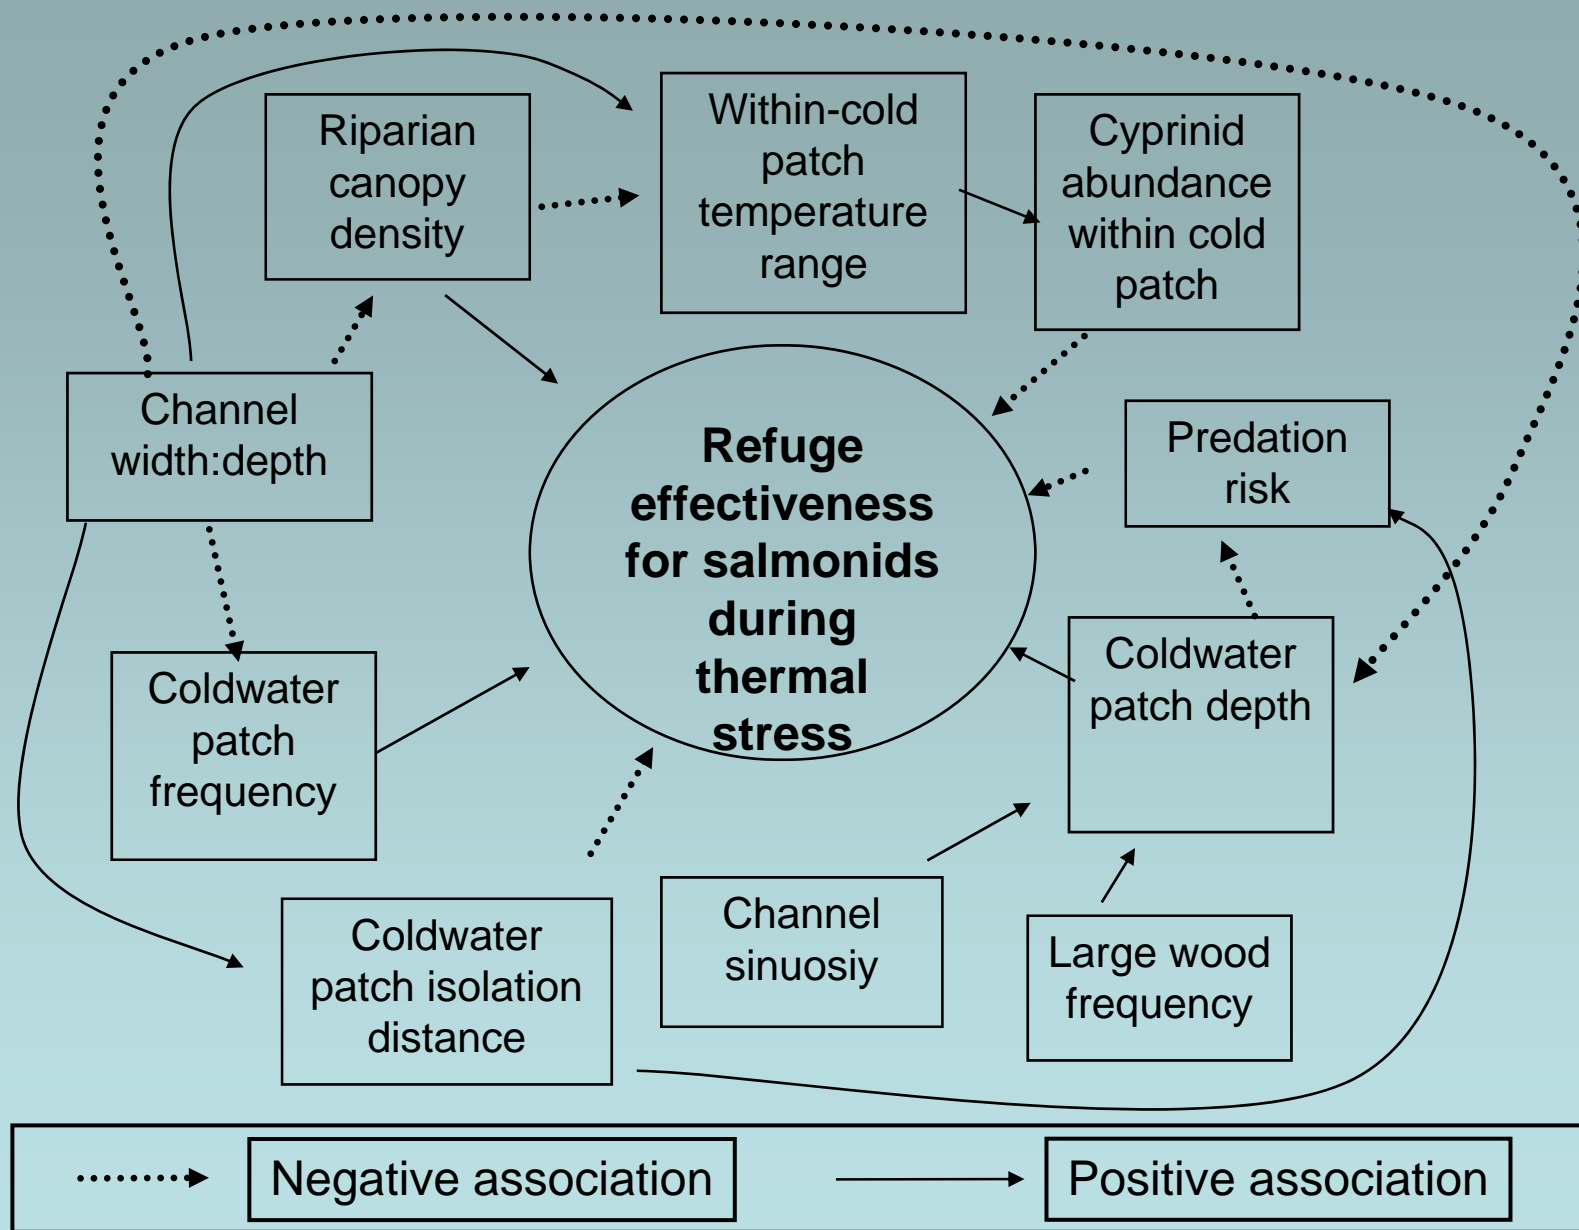 Riparian
canopy
density
Within-cold
patch
temperature
range
Cyprinid
abundance
within cold
patch
Channel
width:depth
Refuge
effectiveness
for salmonids
during
thermal
stress
Predation
risk
Coldwater
patch
frequency
Coldwater
patch depth
Coldwater
patch isolation
distance
Channel
sinuosiy
Large wood
frequency
Negative association
Positive association